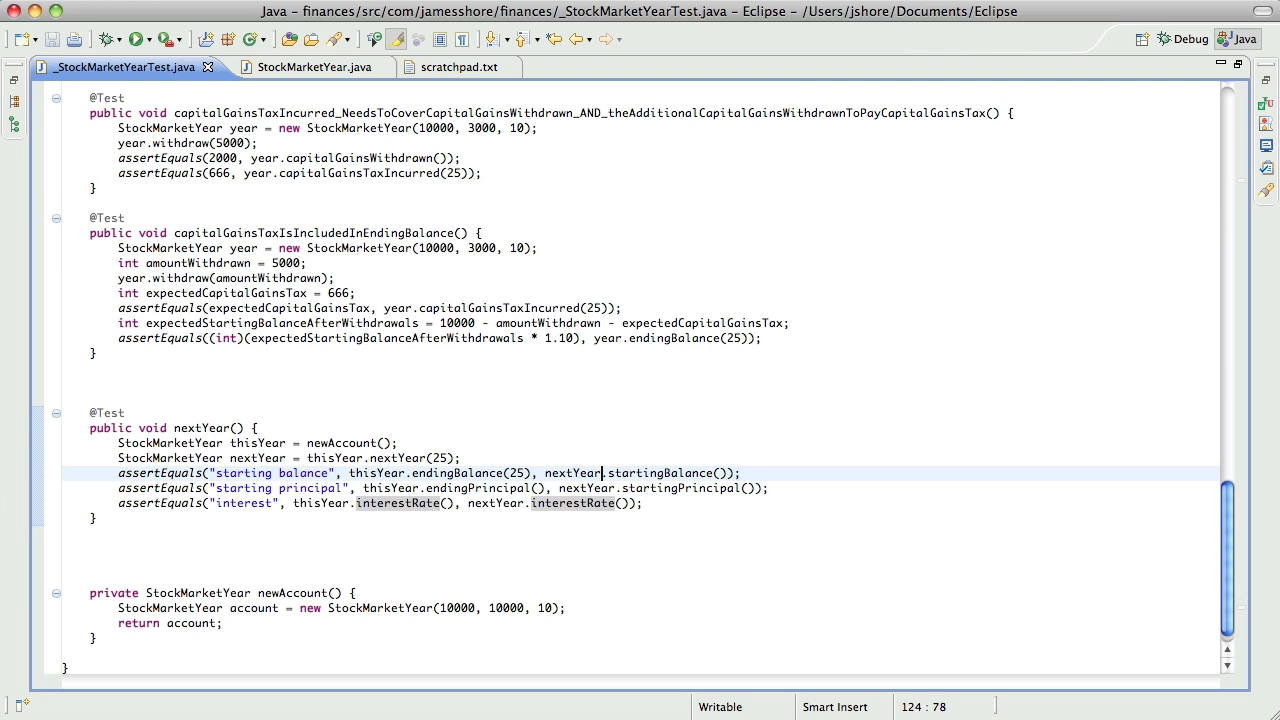 Java - finances/src/com/jamesshore/finances/_StockMarketYearTest.java - Eclipse - /Users/jshore/Documents/Eclipse
Debug Java
_StockMarketYearTest.java StockMarketYear.java scratchpad.txt
@Test
public void capitalGainsTaxIncurred_NeedsToCoverCapitalGainsWithdrawn_AND_theAdditionalCapitalGainsWithdrawnToPayCapitalGainsTax() {
StockMarketYear year = new StockMarketYear(10000, 3000, 10);
year.withdraw(5000);
assertEquals(2000, year.capitalGainsWithdrawn());
assertEquals(666, year.capitalGainsTaxIncurred(25));
}
@Test
public void capitalGainsTaxIsIncludedInEndingBalance() {
StockMarketYear year = new StockMarketYear(10000, 3000, 10);
int amountWithdrawn = 5000;
year.withdraw(amountWithdrawn);
int expectedCapitalGainsTax = 666;
assertEquals(expectedCapitalGainsTax, year.capitalGainsTaxIncurred(25));
int expectedStartingBalanceAfterWithdrawals = 10000 - amountWithdrawn - expectedCapitalGainsTax;
assertEquals((int)(expectedStartingBalanceAfterWithdrawals * 1.10), year.endingBalance(25));
}
@Test
public void nextYear() {
StockMarketYear thisYear = newAccount();
StockMarketYear nextYear = thisYear.nextYear(25);
assertEquals("starting balance", thisYear.endingBalance(25), nextYear.startingBalance());
assertEquals("starting principal", thisYear.endingPrincipal(), nextYear.startingPrincipal());
assertEquals("interest", thisYear.interestRate(), nextYear.interestRate());
}
private StockMarketYear newAccount() {
StockMarketYear account = new StockMarketYear(10000, 10000, 10);
return account;
}
}
Writable Smart Insert 124 : 78